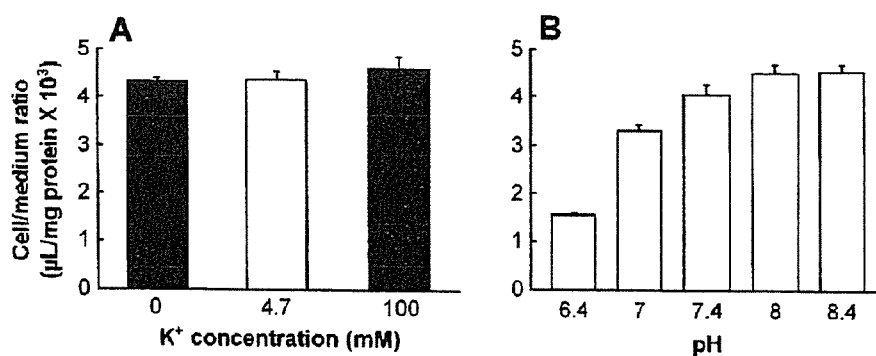 A
B
Cell/medium ratio
(µL/mg protein X 10³)
5
4
3
2
1
0
0 4.7 100
K⁺ concentration (mM)
5
4
3
2
1
0
6.4 7 7.4 8 8.4
pH